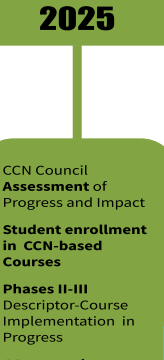 2025
CCN Council
Assessment of
Progress and Impact
Student enrollment
in CCN-based
Courses
Phases II-III
Descriptor-Course
Implementation in
Progress